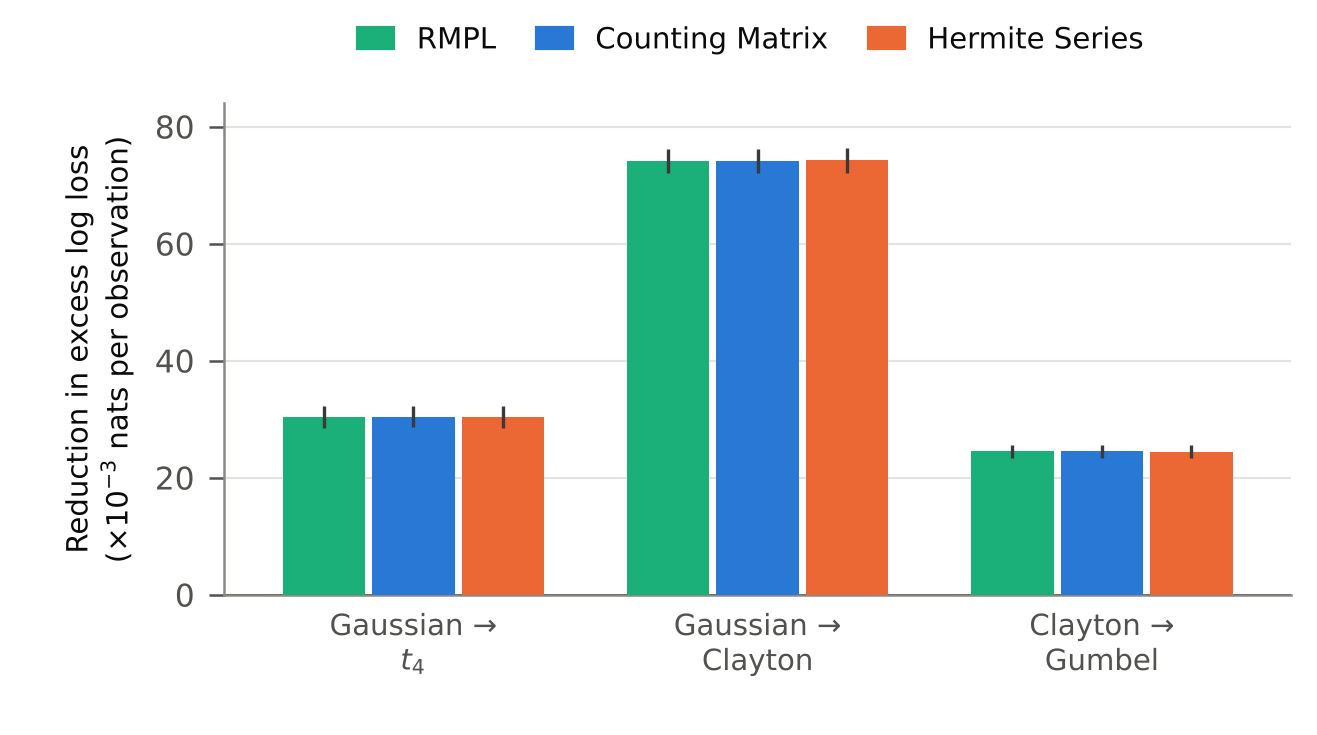 RMPL Counting Matrix Hermite Series
Reduction in excess log loss
(×10⁻³ nats per observation)
80
60
40
20
0
Gaussian →
t₄
Gaussian →
Clayton
Clayton →
Gumbel